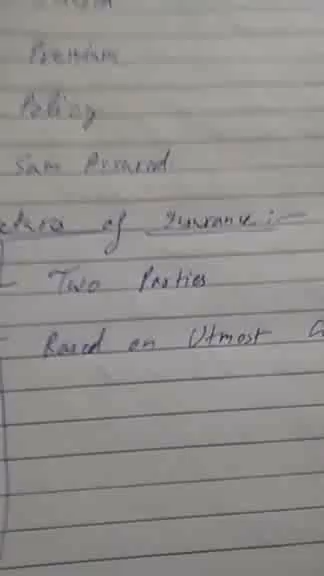 Premium
Policy
Sum Assured
of Insurance :-
Two Parties
Based on Utmost